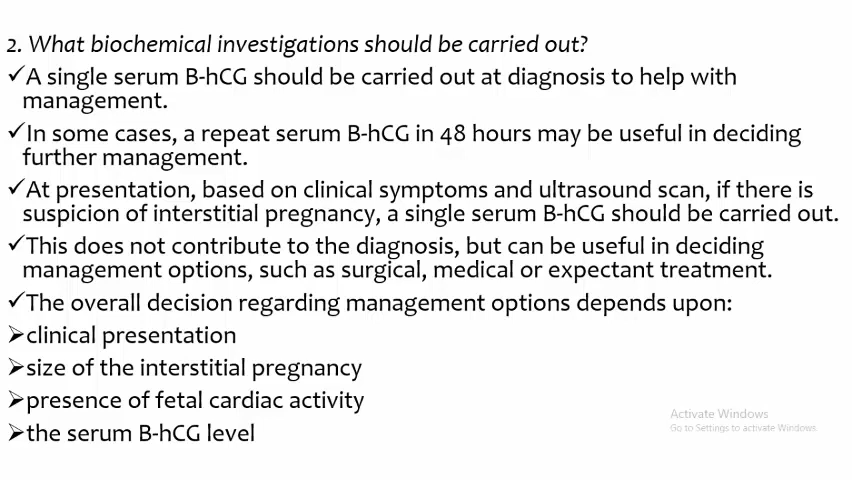 2. What biochemical investigations should be carried out?
✓A single serum B-hCG should be carried out at diagnosis to help with
management.
✓In some cases, a repeat serum B-hCG in 48 hours may be useful in deciding
further management.
✓At presentation, based on clinical symptoms and ultrasound scan, if there is
suspicion of interstitial pregnancy, a single serum B-hCG should be carried out.
✓This does not contribute to the diagnosis, but can be useful in deciding
management options, such as surgical, medical or expectant treatment.
✓The overall decision regarding management options depends upon:
➢clinical presentation
➢size of the interstitial pregnancy
➢presence of fetal cardiac activity
➢the serum B-hCG level
Activate Windows
Go to Settings to activate Windows.